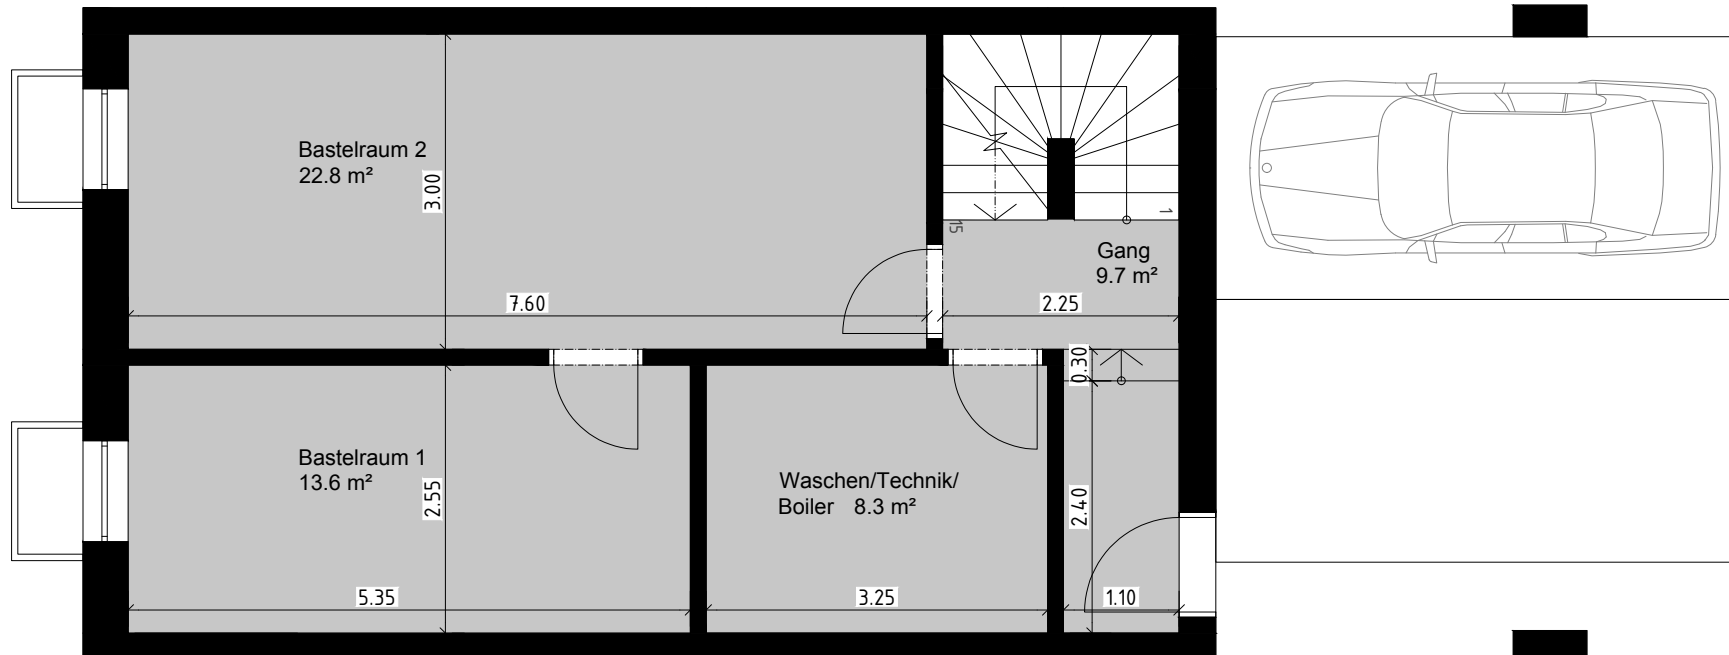 Bastelraum 2
22.8 m²
3.00
7.60
15
1
Gang
9.7 m²
2.25
0.30
Bastelraum 1
13.6 m²
2.55
5.35
Waschen/Technik/
Boiler 8.3 m²
3.25
2.40
1.10